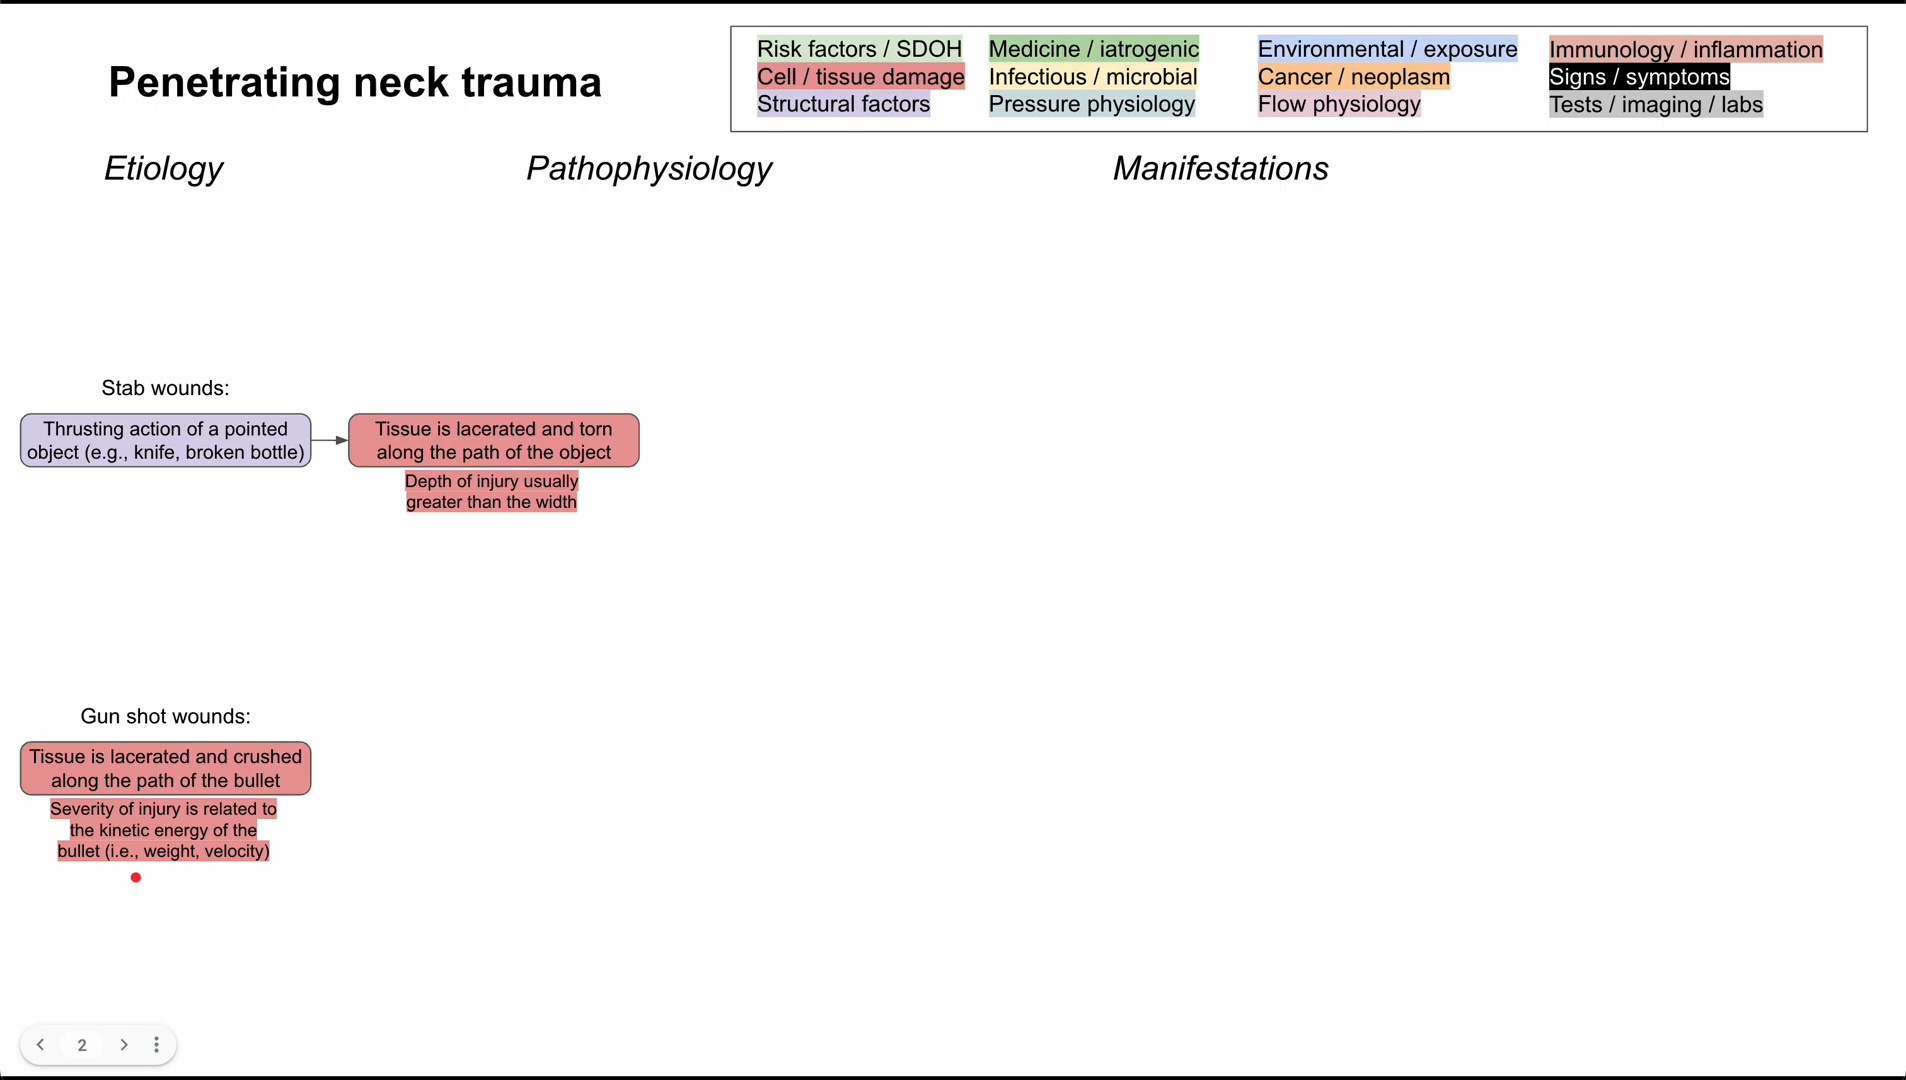 Penetrating neck trauma
Risk factors / SDOH
Cell / tissue damage
Structural factors
Medicine / iatrogenic
Infectious / microbial
Pressure physiology
Environmental / exposure
Cancer / neoplasm
Flow physiology
Immunology / inflammation
Signs / symptoms
Tests / imaging / labs
Etiology
Pathophysiology
Manifestations
Stab wounds:
Thrusting action of a pointed
object (e.g., knife, broken bottle)
Tissue is lacerated and torn
along the path of the object
Depth of injury usually
greater than the width
Gun shot wounds:
Tissue is lacerated and crushed
along the path of the bullet
Severity of injury is related to
the kinetic energy of the
bullet (i.e., weight, velocity)
2